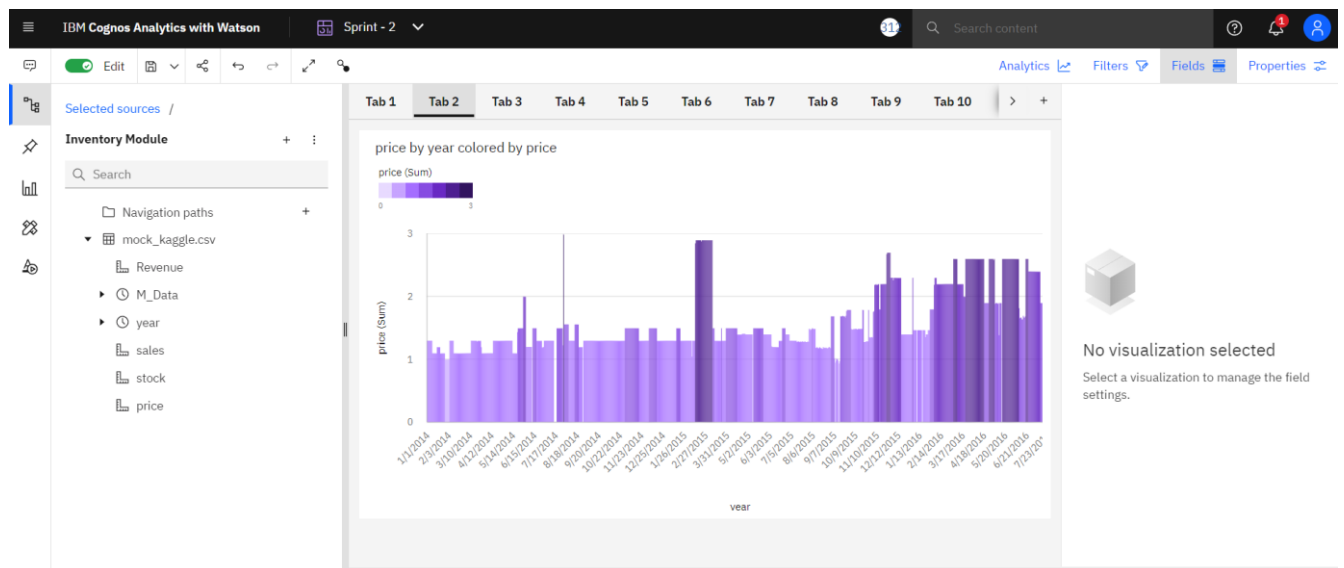 IBM Cognos Analytics with Watson
Sprint - 2
Search content
1
Edit
Analytics
Filters
Fields
Properties
Selected sources /
Inventory Module
Search
Navigation paths
mock_kaggle.csv
Revenue
M_Data
year
sales
stock
price
Tab 1 Tab 2 Tab 3 Tab 4 Tab 5 Tab 6 Tab 7 Tab 8 Tab 9 Tab 10
price by year colored by price
price (Sum)
0 3
3
2
1
0
price (Sum)
1/1/2014 2/3/2014 3/10/2014 4/12/2014 5/14/2014 6/15/2014 7/17/2014 8/18/2014 9/20/2014 10/22/2014 11/23/2014 12/25/2014 1/26/2015 2/27/2015 3/31/2015 5/2/2015 6/3/2015 7/5/2015 8/6/2015 9/7/2015 10/9/2015 11/10/2015 12/12/2015 1/13/2016 2/14/2016 3/17/2016 4/18/2016 5/20/2016 6/21/2016 7/23/20*
year
No visualization selected
Select a visualization to manage the field
settings.